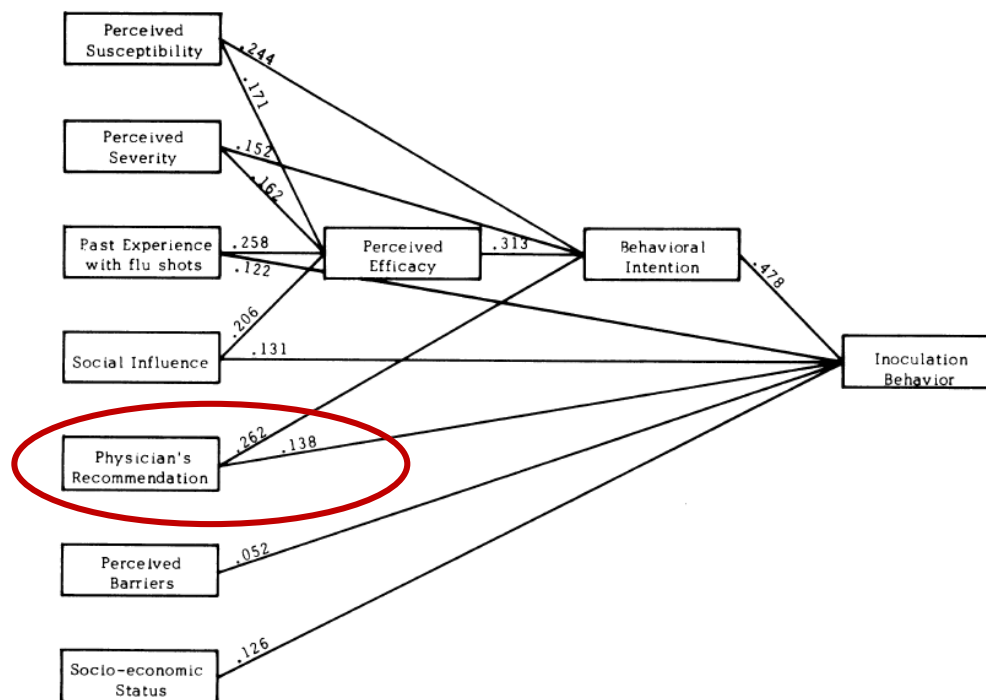 Perceived
Susceptibility
.244
.171
Perceived
Severity
.152
.162
Past Experience
with flu shots
.258
.122
Perceived
Efficacy
.313
Behavioral
Intention
.478
.206
Social Influence
.131
Inoculation
Behavior
Physician's
Recommendation
.262
.138
Perceived
Barriers
.052
Socio-economic
Status
.126